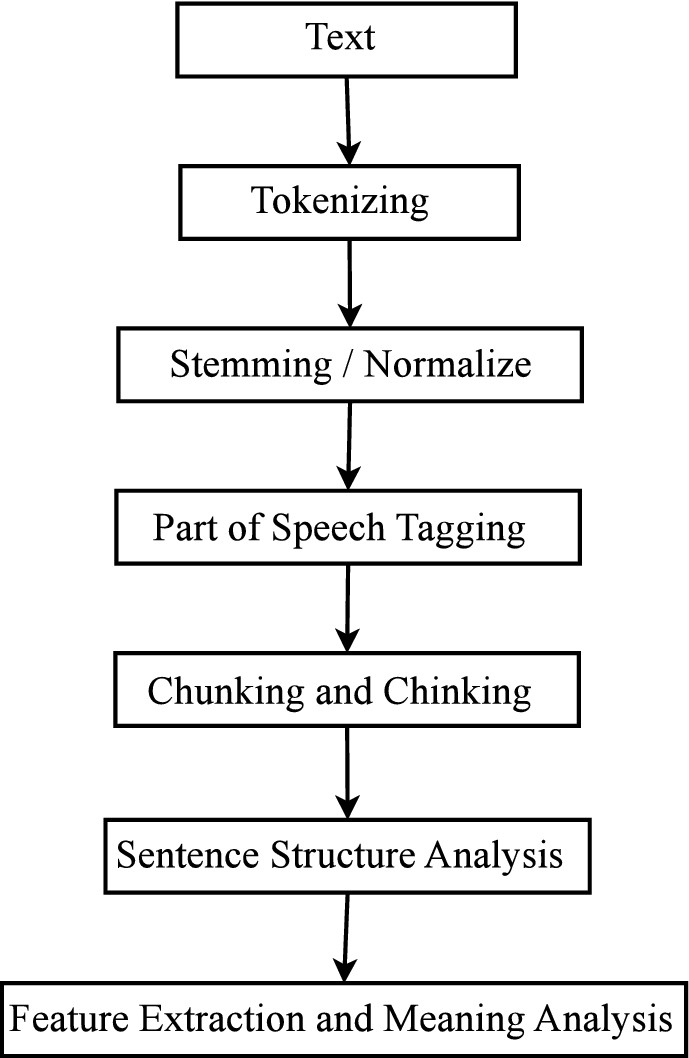 Text
Tokenizing
Stemming / Normalize
Part of Speech Tagging
Chunking and Chinking
Sentence Structure Analysis
Feature Extraction and Meaning Analysis